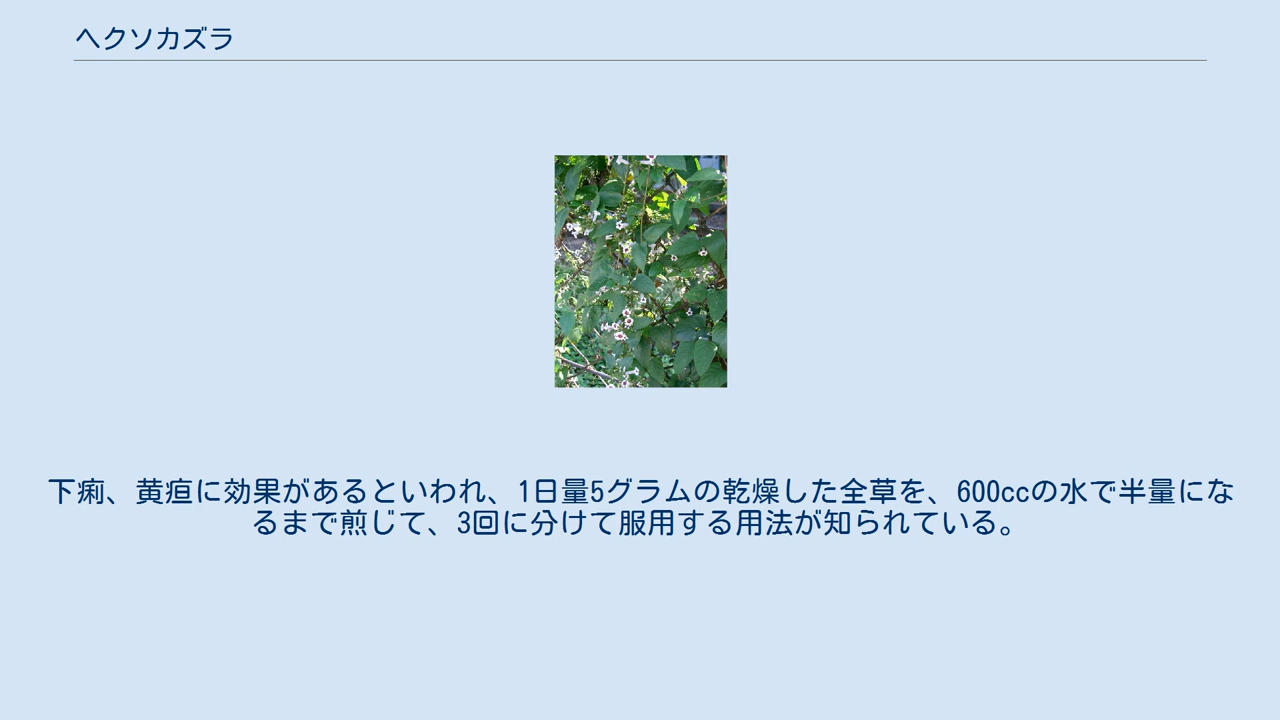 ヘクソカズラ
下痢、黄疸に効果があるといわれ、1日量5グラムの乾燥した全草を、600ccの水で半量にな
るまで煎じて、3回に分けて服用する用法が知られている。